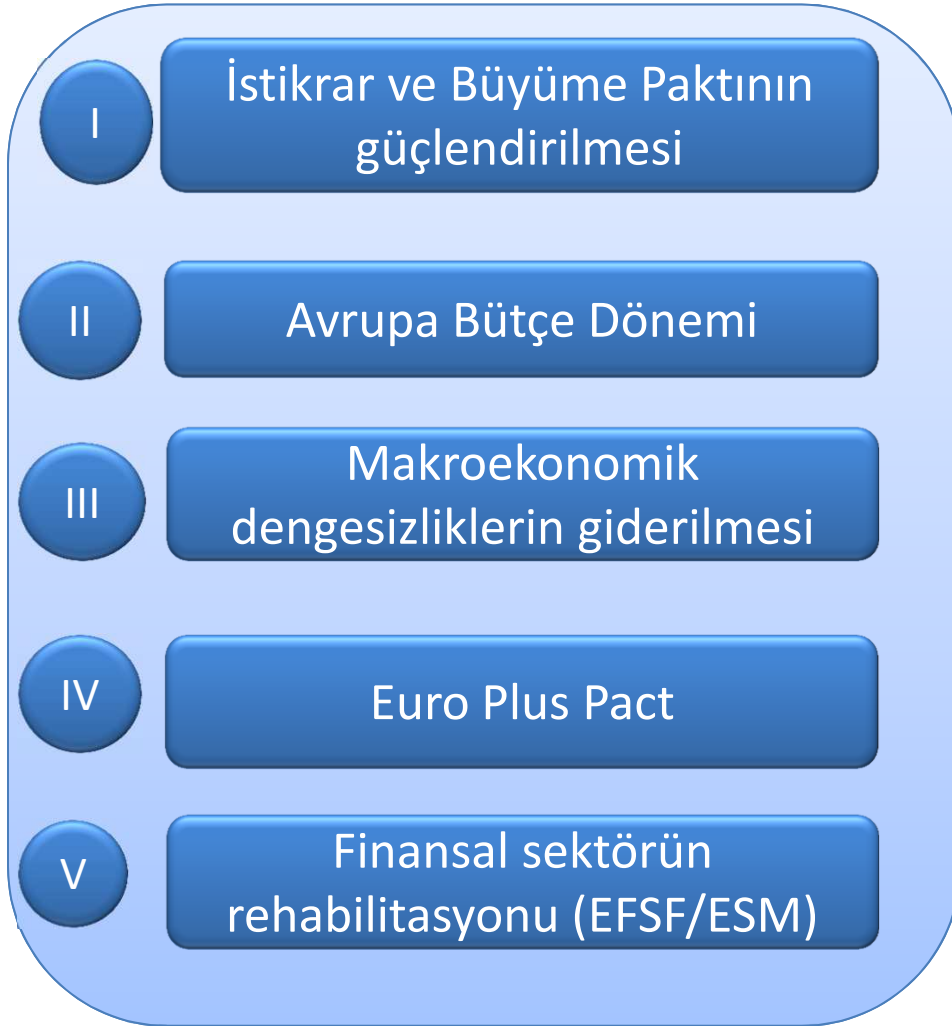 I
İstikrar ve Büyüme Paktının
güçlendirilmesi
II
Avrupa Bütçe Dönemi
III
Makroekonomik
dengesizliklerin giderilmesi
IV
Euro Plus Pact
V
Finansal sektörün
rehabilitasyonu (EFSF/ESM)